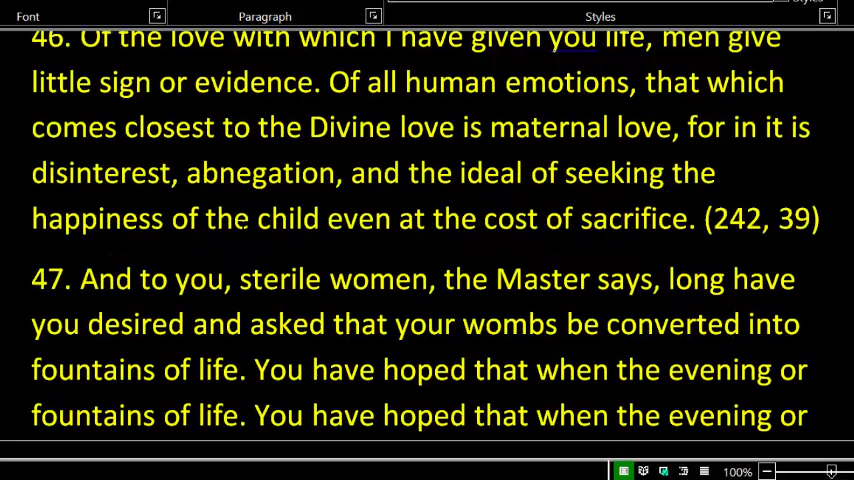 Font
Paragraph
Styles
46. Of the love with which I have given you life, men give
little sign or evidence. Of all human emotions, that which
comes closest to the Divine love is maternal love, for in it is
disinterest, abnegation, and the ideal of seeking the
happiness of the child even at the cost of sacrifice. (242, 39)
47. And to you, sterile women, the Master says, long have
you desired and asked that your wombs be converted into
fountains of life. You have hoped that when the evening or
fountains of life. You have hoped that when the evening or
100%